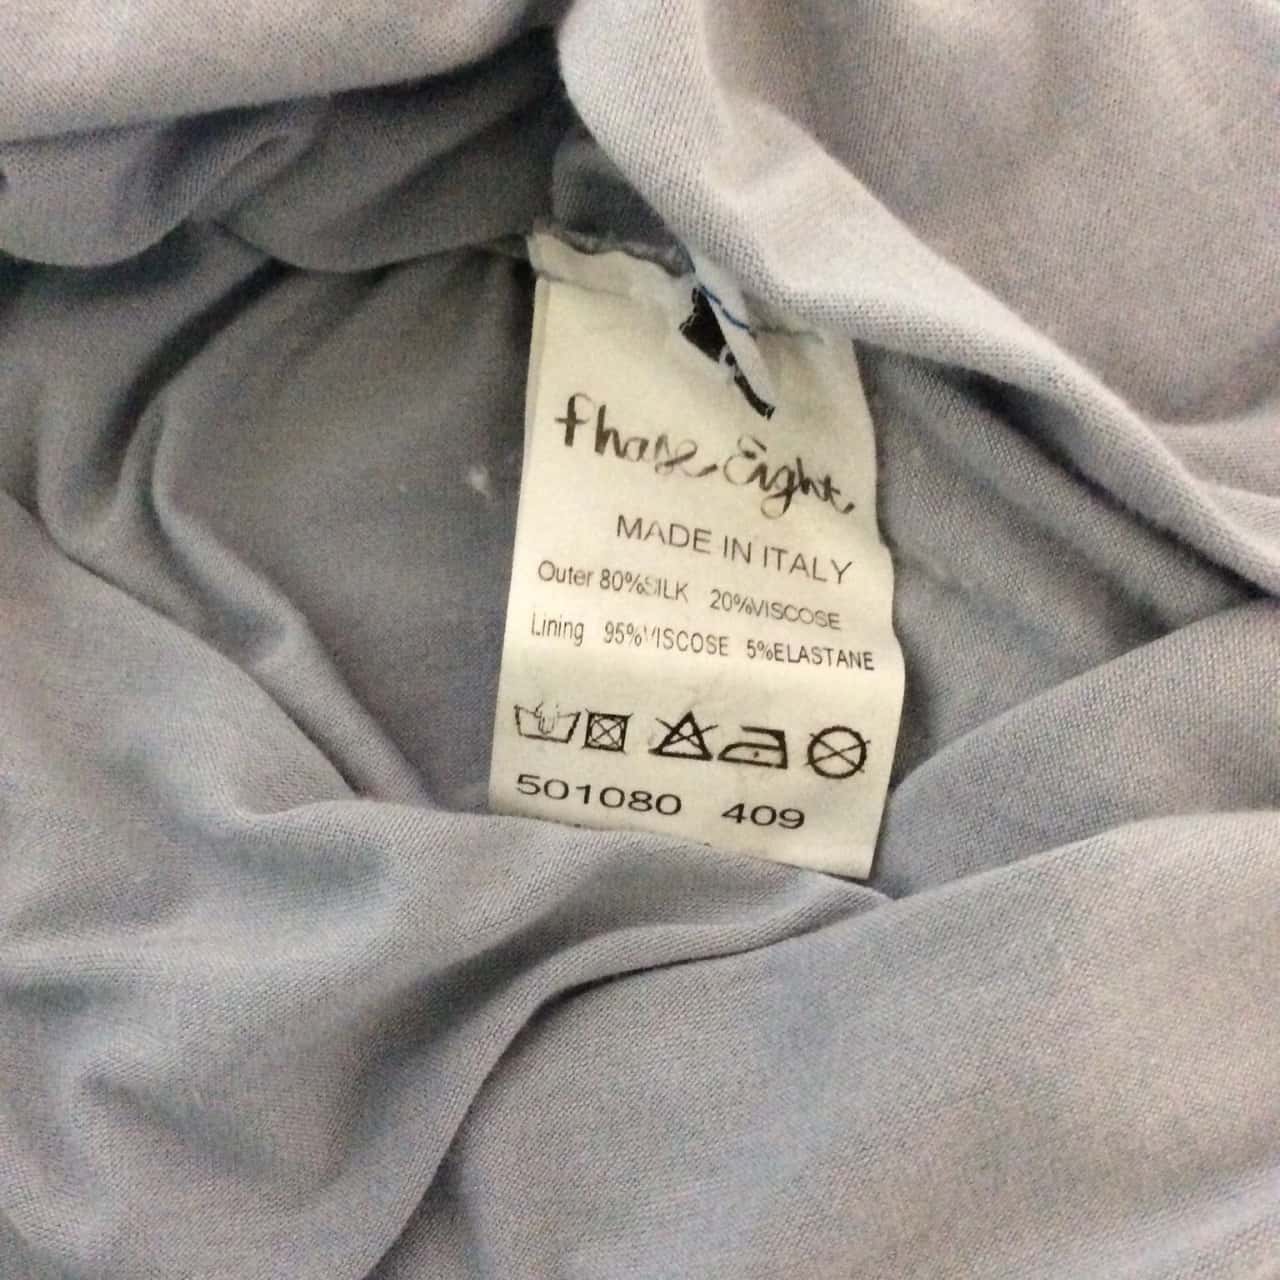 Phase Eight
MADE IN ITALY
Outer 80%SILK 20%VISCOSE
Lining 95%VISCOSE 5%ELASTANE
501080 409